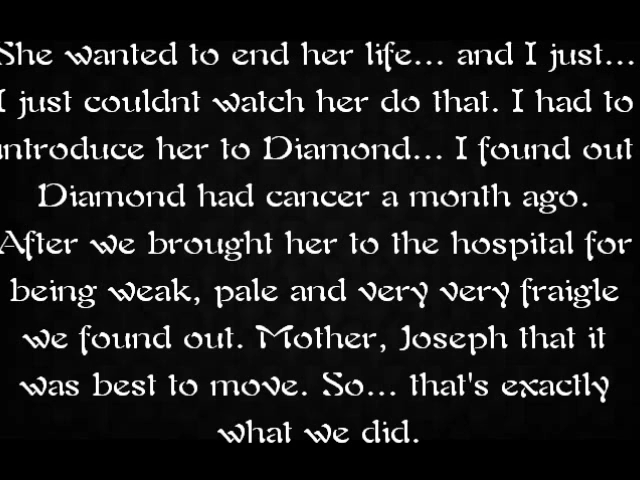 She wanted to end her life... and I just...
I just couldnt watch her do that. I had to
introduce her to Diamond... I found out
Diamond had cancer a month ago.
After we brought her to the hospital for
being weak, pale and very very fraigle
we found out. Mother, Joseph that it
was best to move. So... that's exactly
what we did.